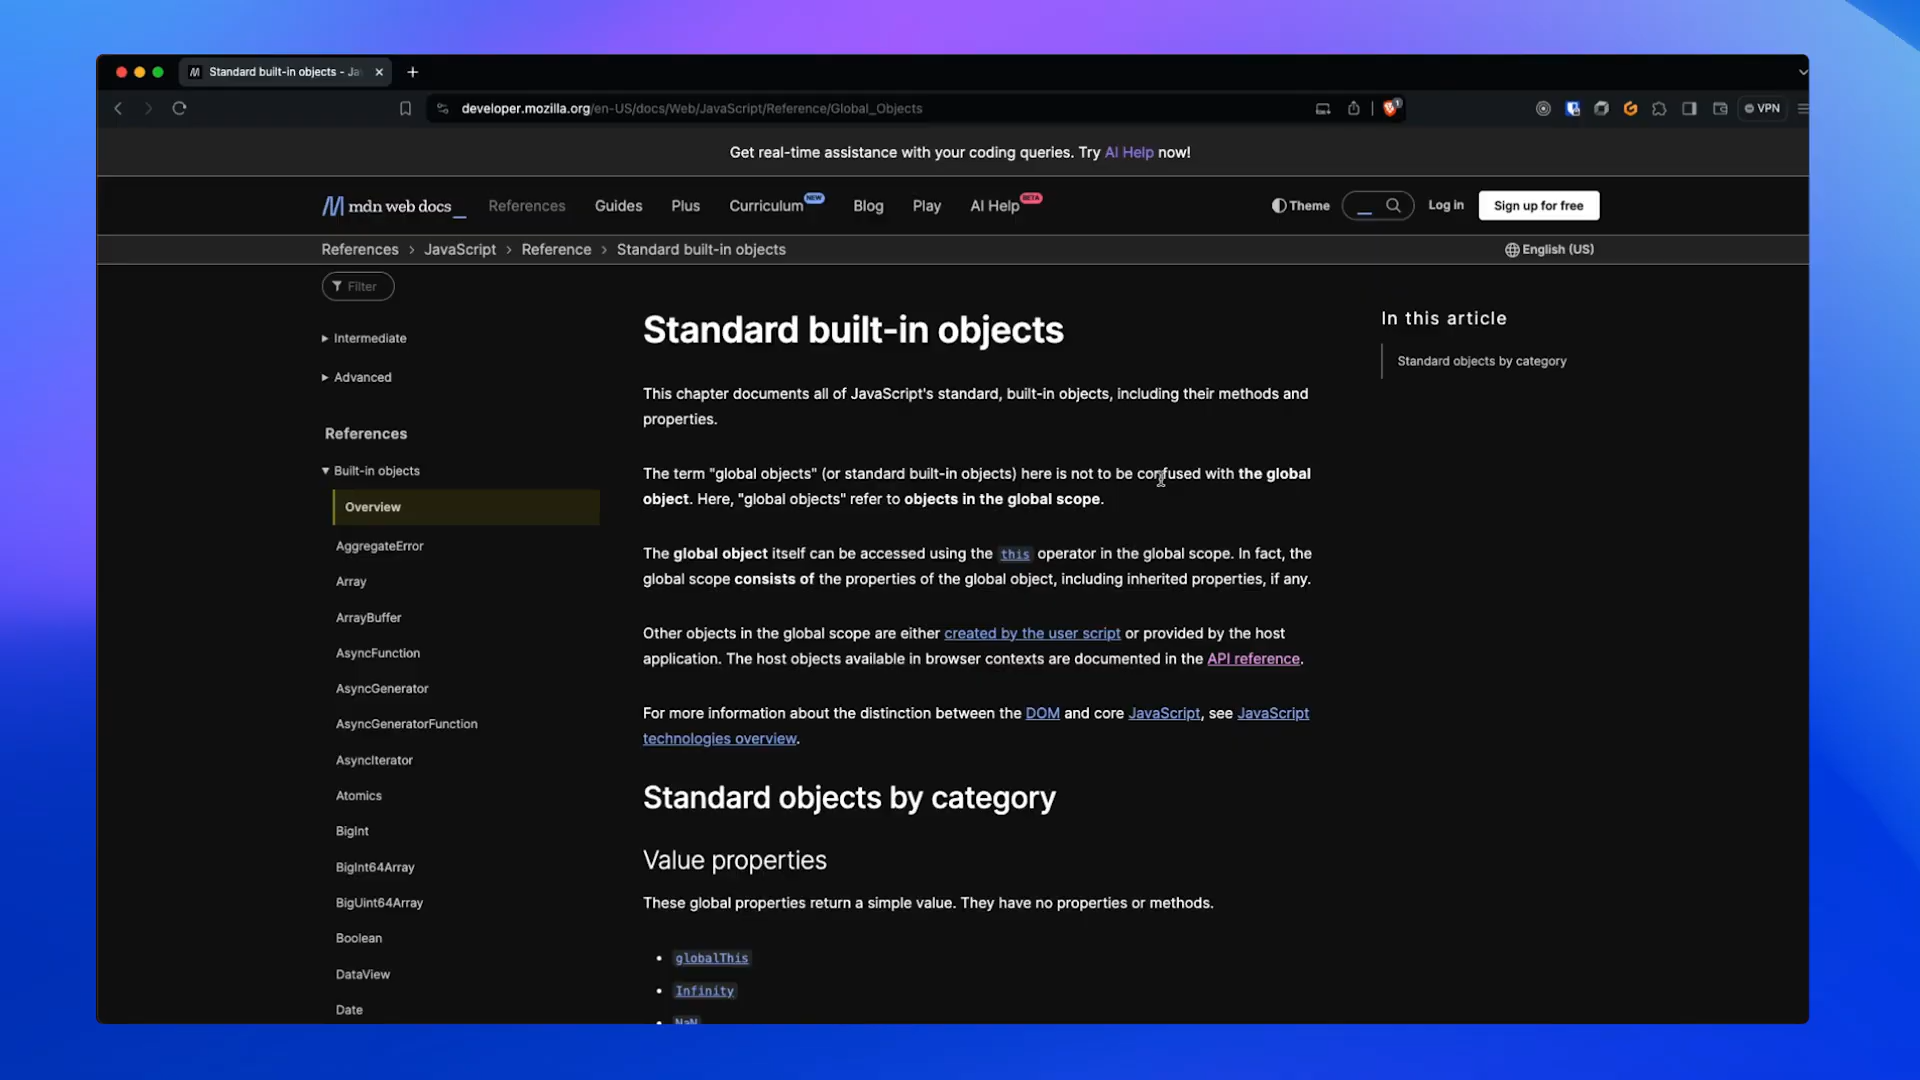 Standard built-in objects - Ja
developer.mozilla.org/en-US/docs/Web/JavaScript/Reference/Global_Objects
1
VPN
Get real-time assistance with your coding queries. Try AI Help now!
mdn web docs_
References
Guides
Plus
Curriculum NEW
Blog
Play
AI Help BETA
Theme
Log in
Sign up for free
References > JavaScript > Reference > Standard built-in objects
English (US)
Filter
Intermediate
Advanced
References
Built-in objects
Overview
AggregateError
Array
ArrayBuffer
AsyncFunction
AsyncGenerator
AsyncGeneratorFunction
AsyncIterator
Atomics
BigInt
BigInt64Array
BigUint64Array
Boolean
DataView
Date
Standard built-in objects
This chapter documents all of JavaScript's standard, built-in objects, including their methods and
properties.
The term "global objects" (or standard built-in objects) here is not to be confused with the global
object. Here, "global objects" refer to objects in the global scope.
The global object itself can be accessed using the this operator in the global scope. In fact, the
global scope consists of the properties of the global object, including inherited properties, if any.
Other objects in the global scope are either created by the user script or provided by the host
application. The host objects available in browser contexts are documented in the API reference.
For more information about the distinction between the DOM and core JavaScript, see JavaScript
technologies overview.
Standard objects by category
Value properties
These global properties return a simple value. They have no properties or methods.
globalThis
Infinity
NaN
In this article
Standard objects by category